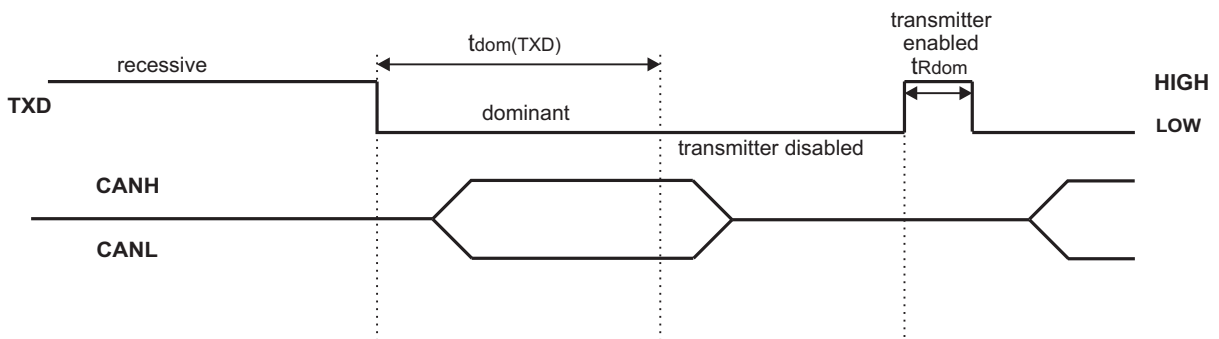 transmitter
enabled
tRdom
tdom(TXD)
recessive
HIGH
TXD
dominant
LOW
transmitter disabled
CANH
CANL